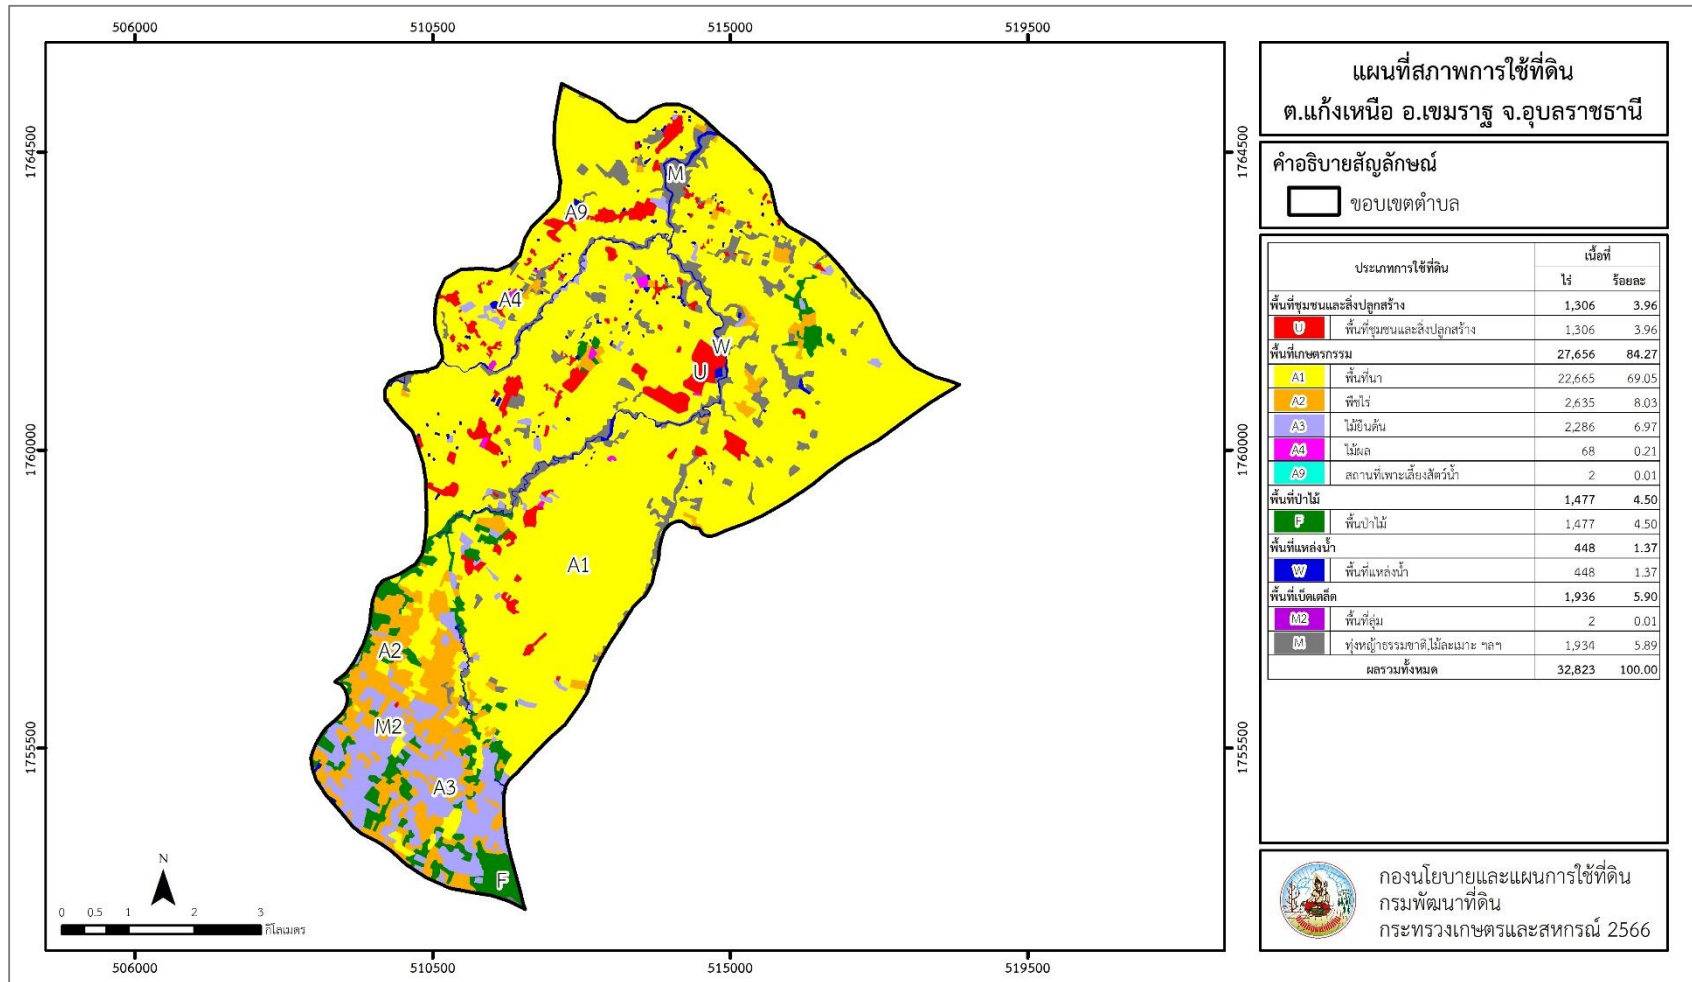 506000 510500 515000 519500
1764500 1764500
1760000 1760000
1755500 1755500
506000 510500 515000 519500
M
A9
A4
W
U
A1
A2
M2
A3
F
N
0 0.5 1 2 3
กิโลเมตร
แผนที่สภาพการใช้ที่ดิน
ต.แก้งเหนือ อ.เขมราฐ จ.อุบลราชธานี
คำอธิบายสัญลักษณ์
ขอบเขตตำบล
ประเภทการใช้ที่ดิน เนื้อที่
ไร่ ร้อยละ
พื้นที่ชุมชนและสิ่งปลูกสร้าง 1,306 3.96
U พื้นที่ชุมชนและสิ่งปลูกสร้าง 1,306 3.96
พื้นที่เกษตรกรรม 27,656 84.27
A1 พื้นที่นา 22,665 69.05
A2 พืชไร่ 2,635 8.03
A3 ไม้ยืนต้น 2,286 6.97
A4 ไม้ผล 68 0.21
A9 สถานที่เพาะเลี้ยงสัตว์น้ำ 2 0.01
พื้นที่ป่าไม้ 1,477 4.50
F พื้นป่าไม้ 1,477 4.50
พื้นที่แหล่งน้ำ 448 1.37
W พื้นที่แหล่งน้ำ 448 1.37
พื้นที่เบ็ดเตล็ด 1,936 5.90
M2 พื้นที่ลุ่ม 2 0.01
M ทุ่งหญ้าธรรมชาติ,ไม้ละเมาะ ฯลฯ 1,934 5.89
ผลรวมทั้งหมด 32,823 100.00
กองนโยบายและแผนการใช้ที่ดิน
กรมพัฒนาที่ดิน
กระทรวงเกษตรและสหกรณ์ 2566